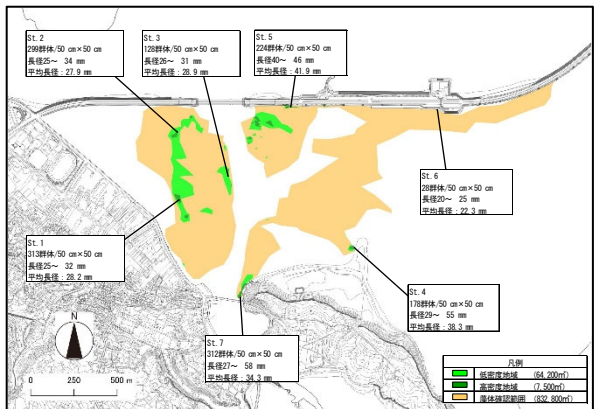 St. 2
299群体/50 cm×50 cm
長径25～ 34 mm
平均長径：27.9 mm
St. 3
128群体/50 cm×50 cm
長径26～ 31 mm
平均長径：28.9 mm
St. 5
224群体/50 cm×50 cm
長径40～ 46 mm
平均長径：41.9 mm
St. 6
28群体/50 cm×50 cm
長径20～ 25 mm
平均長径：22.3 mm
St. 1
313群体/50 cm×50 cm
長径25～ 32 mm
平均長径：28.2 mm
St. 4
178群体/50 cm×50 cm
長径29～ 55 mm
平均長径：38.3 mm
St. 7
312群体/50 cm×50 cm
長径27～ 58 mm
平均長径：34.3 mm
N
0 250 500 m
凡例
低密度地域 (64,200㎡)
高密度地域 (7,500㎡)
藻体確認範囲 (832,800㎡)